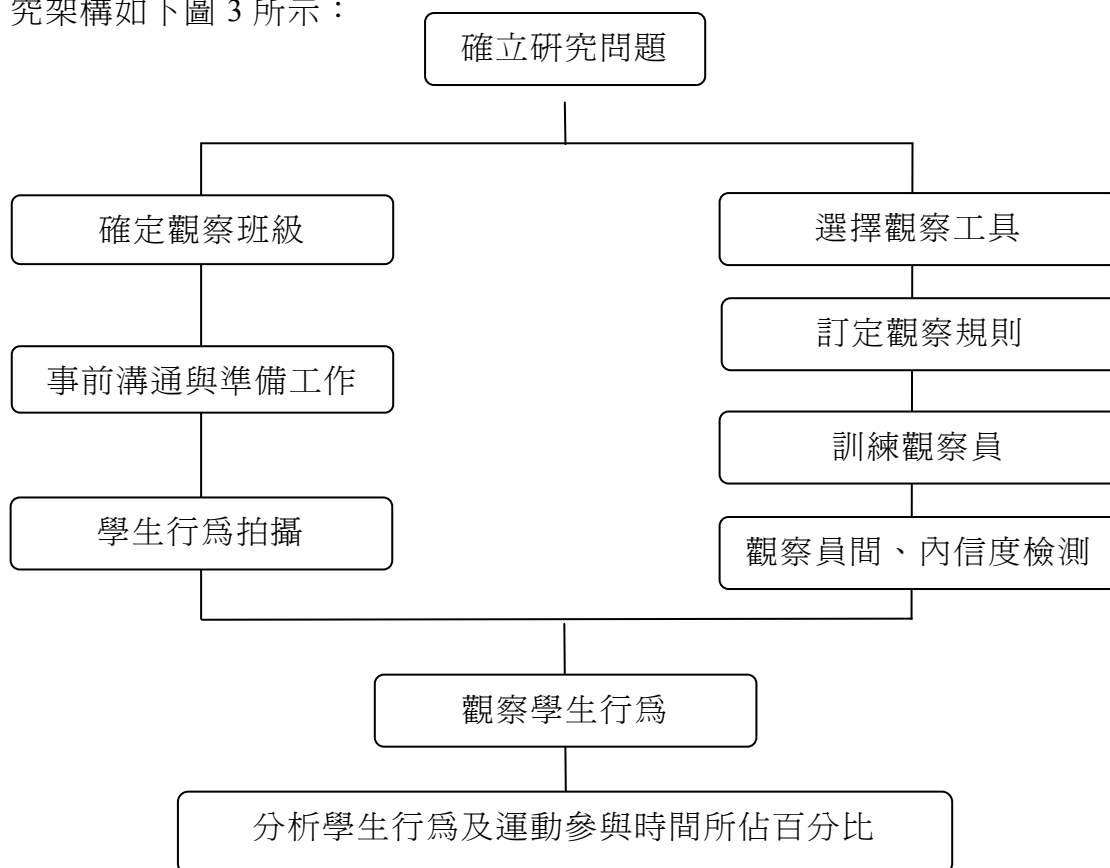 究架構如下圖 3 所示：
確立研究問題
確定觀察班級
事前溝通與準備工作
學生行為拍攝
選擇觀察工具
訂定觀察規則
訓練觀察員
觀察員間、內信度檢測
觀察學生行為
分析學生行為及運動參與時間所佔百分比